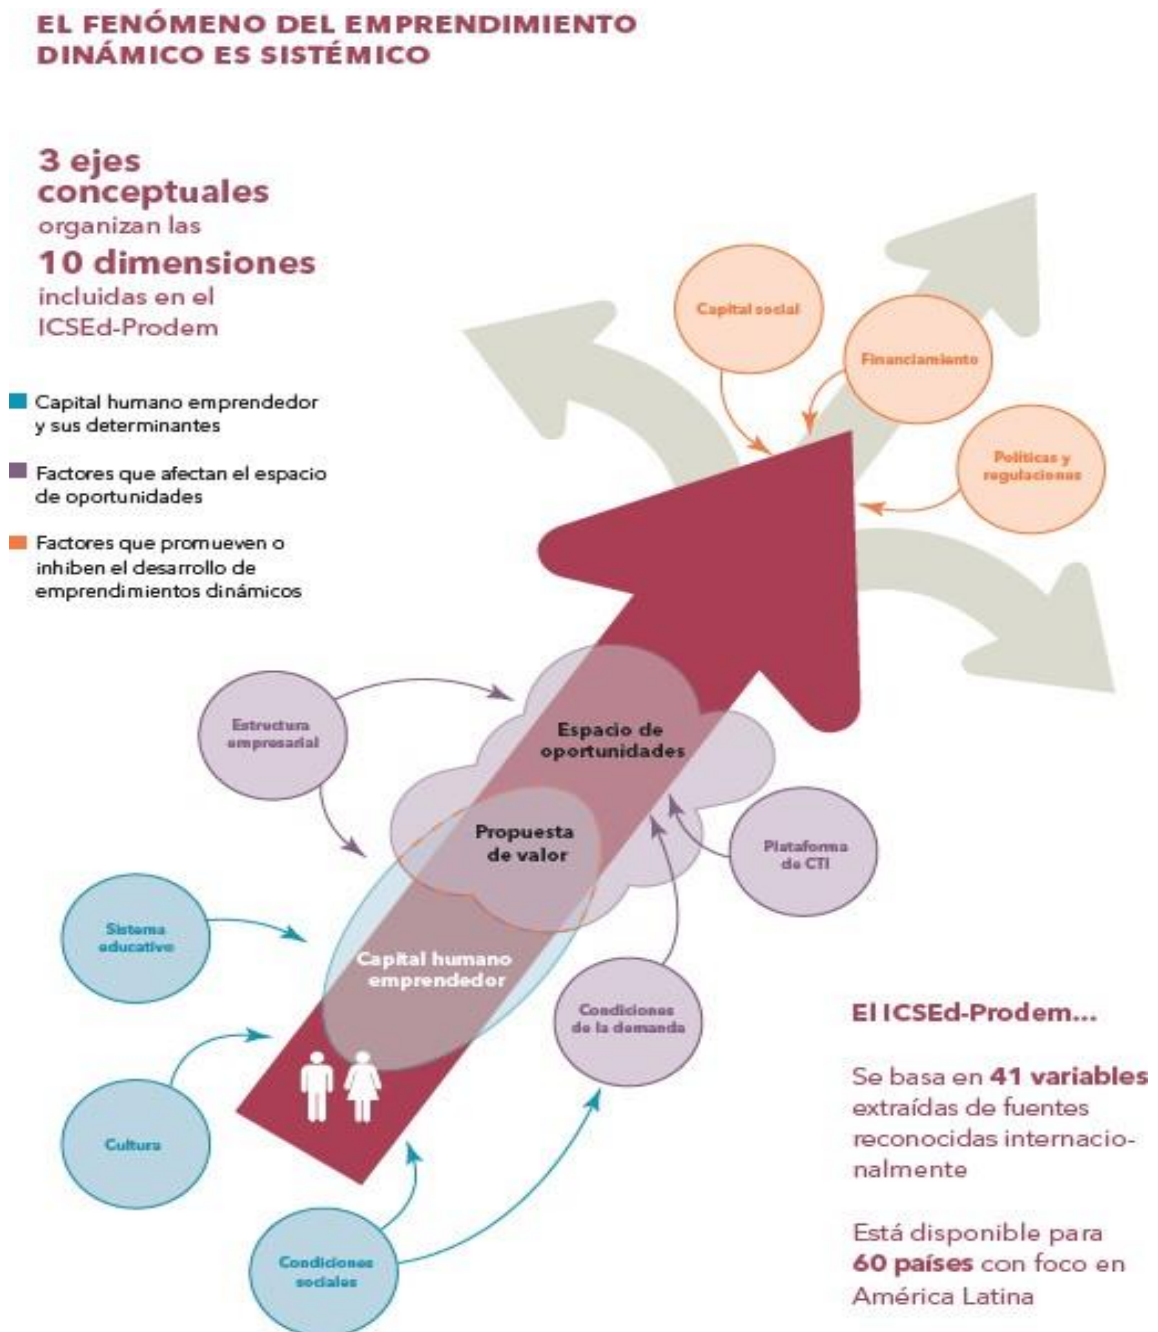 EL FENÓMENO DEL EMPRENDIMIENTO
DINÁMICO ES SISTÉMICO
3 ejes
conceptuales
organizan las
10 dimensiones
incluidas en el
ICSEd-Prodem
Capital humano emprendedor
y sus determinantes
Factores que afectan el espacio
de oportunidades
Factores que promueven o
inhiben el desarrollo de
emprendimientos dinámicos
Capital social
Financiamiento
Políticas y
regulaciones
Estructura
empresarial
Espacio de
oportunidades
Propuesta
de valor
Plataforma
de CTI
Sistema
educativo
Capital humano
emprendedor
Condiciones
de la demanda
Cultura
Condiciones
sociales
El ICSEd-Prodem...
Se basa en 41 variables
extraídas de fuentes
reconocidas internacio-
nalmente
Está disponible para
60 países con foco en
América Latina